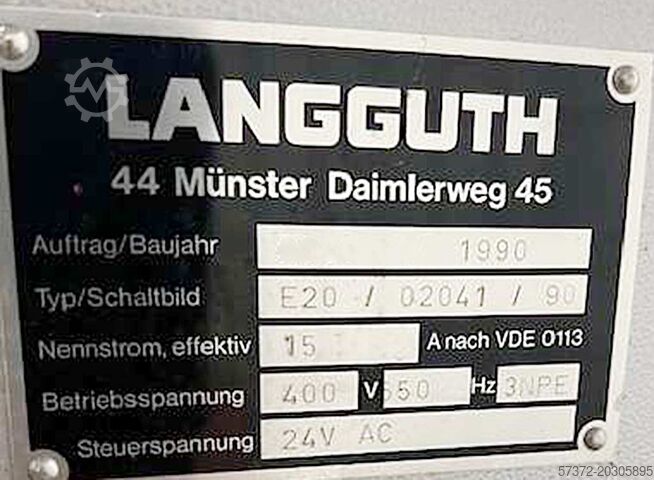 LANGGUTH
44 Münster Daimlerweg 45
Auftrag/Baujahr 1990
Typ/Schaltbild E20 / 02041 / 90
Nennstrom, effektiv 15 A nach VDE 0113
Betriebsspannung 400 V 50 Hz 3NPE
Steuerspannung 24V AC
57372-20305895